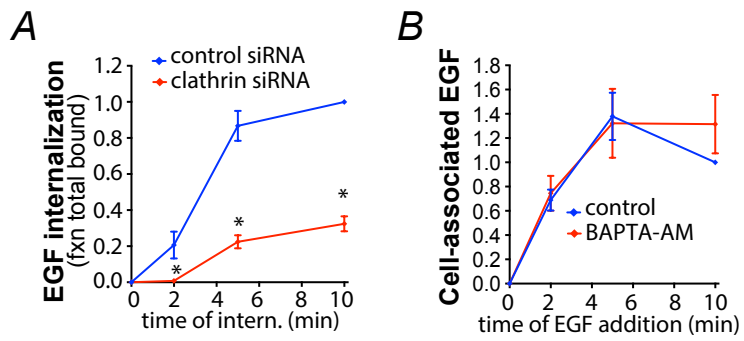 A
EGF internalization
(fxn total bound)
control siRNA
clathrin siRNA
1.2
1.0
0.8
0.6
0.4
0.2
0.0
*
*
*
0
2
4
6
8
10
time of intern. (min)
B
Cell-associated EGF
1.8
1.6
1.4
1.2
1.0
0.8
0.6
0.4
0.2
0.0
control
BAPTA-AM
0
2
4
6
8
10
time of EGF addition (min)